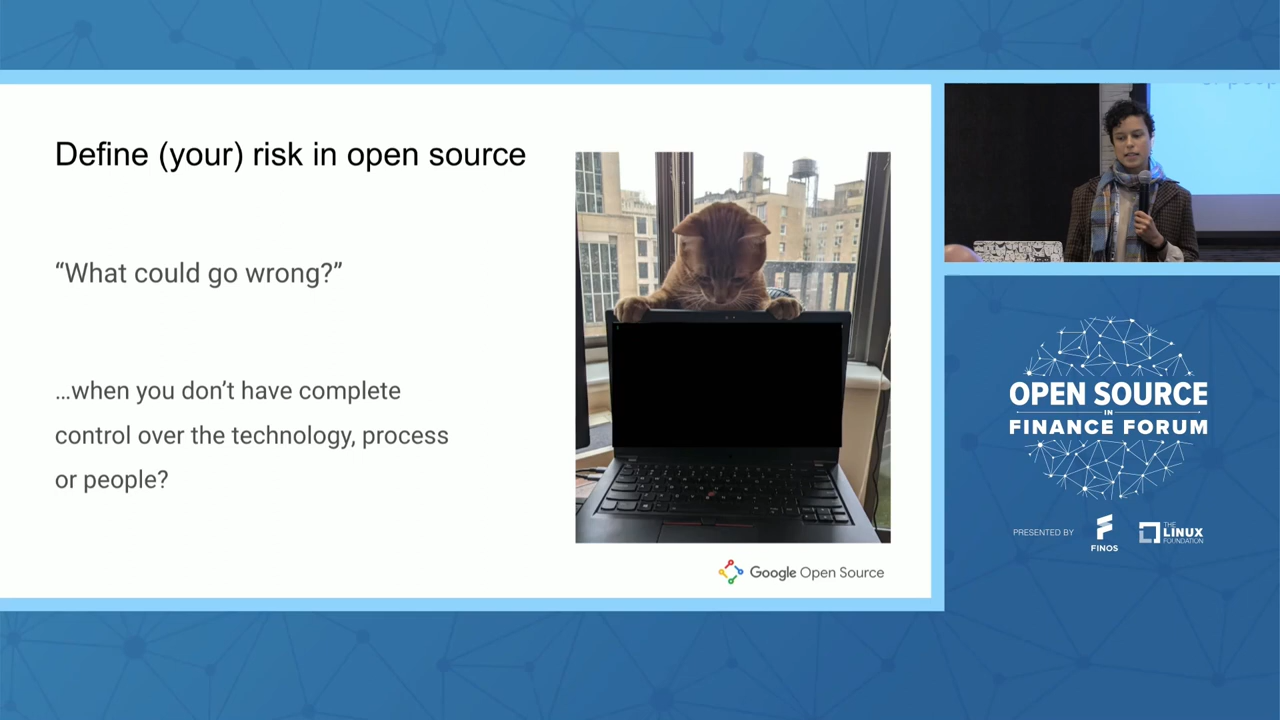 Define (your) risk in open source
“What could go wrong?”
…when you don’t have complete
control over the technology, process
or people?
Google Open Source
OPEN SOURCE
IN
FINANCE FORUM
PRESENTED BY
FINOS
THE
LINUX
FOUNDATION